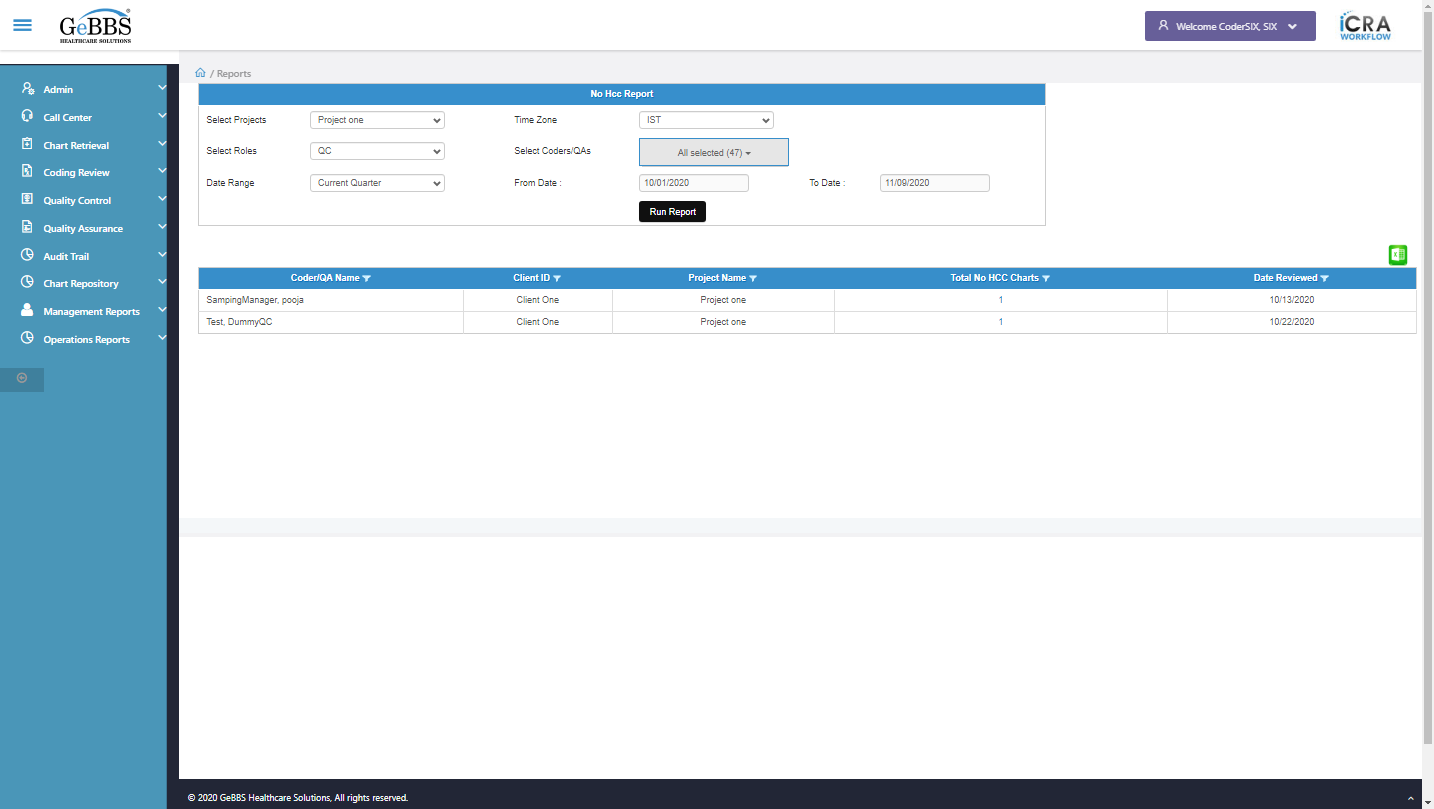 GeBBS®
HEALTHCARE SOLUTIONS
Welcome CoderSIX, SIX
iCRA
WORKFLOW
Admin
Call Center
Chart Retrieval
Coding Review
Quality Control
Quality Assurance
Audit Trail
Chart Repository
Management Reports
Operations Reports
/ Reports
No Hcc Report
Select Projects Project one Time Zone IST
Select Roles QC Select Coders/QAs All selected (47)
Date Range Current Quarter From Date : 10/01/2020 To Date : 11/09/2020
Run Report
Coder/QA Name Client ID Project Name Total No HCC Charts Date Reviewed
SampingManager, pooja Client One Project one 1 10/13/2020
Test, DummyQC Client One Project one 1 10/22/2020
© 2020 GeBBS Healthcare Solutions, All rights reserved.